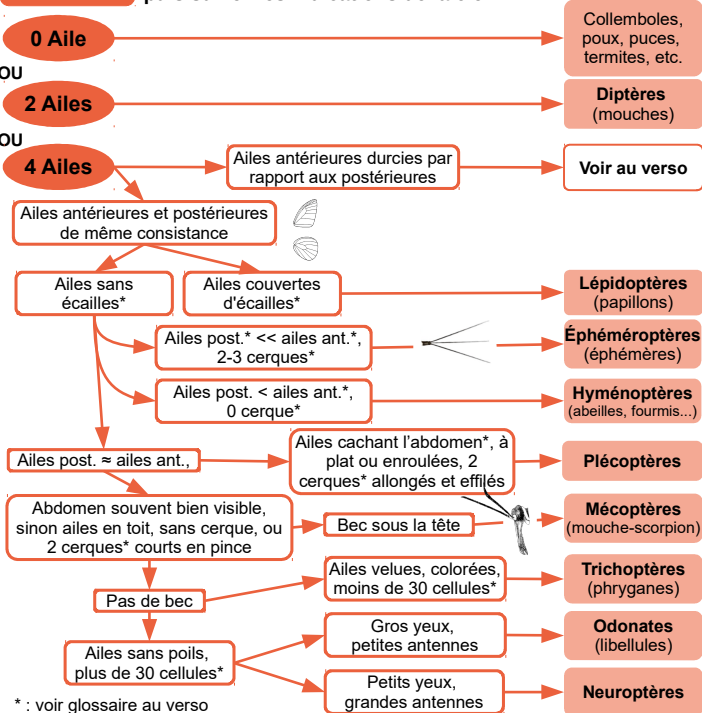 0 Aile
Collemboles,
poux, puces,
termites, etc.
OU
2 Ailes
Diptères
(mouches)
OU
4 Ailes
Ailes antérieures durcies par
rapport aux postérieures
Voir au verso
Ailes antérieures et postérieures
de même consistance
Ailes sans
écailles*
Ailes couvertes
d'écailles*
Lépidoptères
(papillons)
Ailes post.* << ailes ant.*,
2-3 cerques*
Éphéméroptères
(éphémères)
Ailes post. < ailes ant.*,
0 cerque*
Hyménoptères
(abeilles, fourmis...)
Ailes post. ≈ ailes ant.,
Ailes cachant l'abdomen*, à
plat ou enroulées, 2
cerques* allongés et effilés
Plécoptères
Abdomen souvent bien visible,
sinon ailes en toit, sans cerque, ou
2 cerques* courts en pince
Bec sous la tête
Mécoptères
(mouche-scorpion)
Pas de bec
Ailes velues, colorées,
moins de 30 cellules*
Trichoptères
(phryganes)
Ailes sans poils,
plus de 30 cellules*
Gros yeux,
petites antennes
Odonates
(libellules)
Petits yeux,
grandes antennes
Neuroptères
* : voir glossaire au verso